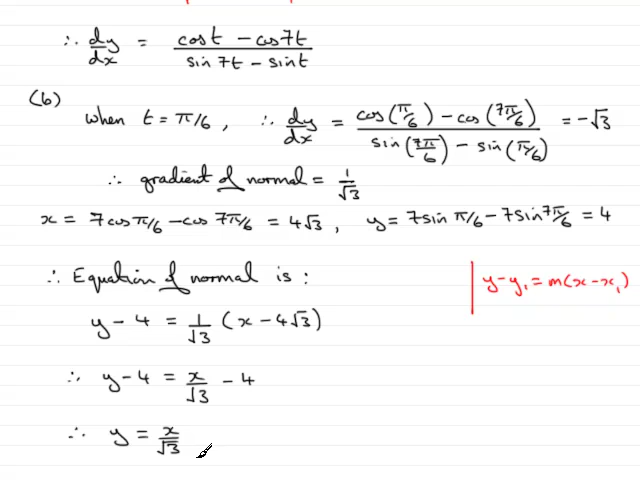 ∴ dy/dx = (cos t − cos 7t)/(sin 7t − sin t)
(b)
when t = π/6 , ∴ dy/dx = (cos(π/6) − cos(7π/6))/(sin(7π/6) − sin(π/6)) = −√3
∴ gradient of normal = 1/√3
x = 7cos π/6 − cos 7π/6 = 4√3 , y = 7sin π/6 − 7sin 7π/6 = 4
∴ Equation of normal is :
y − y₁ = m(x − x₁)
y − 4 = 1/√3 (x − 4√3)
∴ y − 4 = x/√3 − 4
∴ y = x/√3